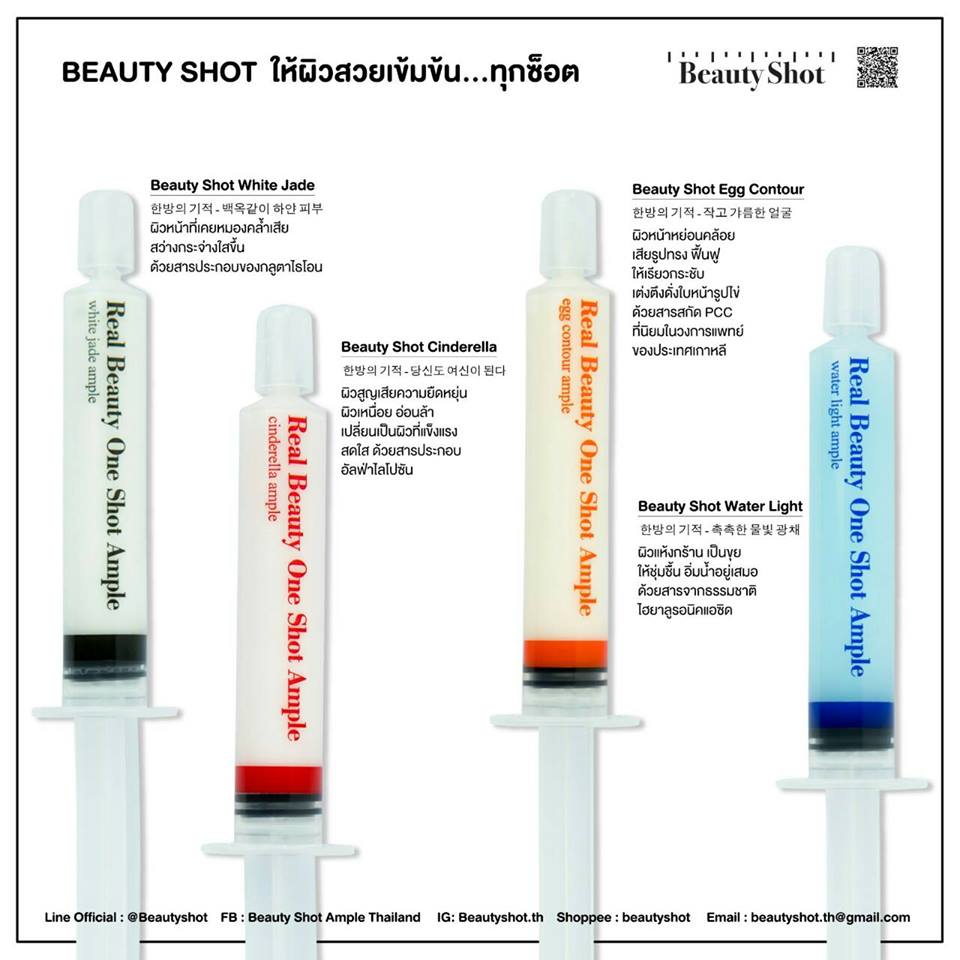 BEAUTY SHOT ให้ผิวสวยเข้มข้น...ทุกช็อต
Beauty Shot
Beauty Shot White Jade
한방의 기적 - 백옥같이 하얀 피부
ผิวหน้าที่เคยหมองคล้ำเสีย
สว่างกระจ่างใสขึ้น
ด้วยสารประกอบของกลูตาไธโอน
Real Beauty One Shot Ample
white jade ample
Beauty Shot Cinderella
한방의 기적 - 당신도 여신이 된다
ผิวสูญเสียความยืดหยุ่น
ผิวเหนื่อย อ่อนล้า
เปลี่ยนเป็นผิวที่แข็งแรง
สดใส ด้วยสารประกอบ
อัลฟ่าไลโปซัน
Real Beauty One Shot Ample
cinderella ample
Beauty Shot Egg Contour
한방의 기적 - 작고 갸름한 얼굴
ผิวหน้าหย่อนคล้อย
เสียรูปทรง ฟื้นฟู
ให้เรียวกระชับ
เต่งตึงดั่งใบหน้ารูปไข่
ด้วยสารสกัด PCC
ที่นิยมในวงการแพทย์
ของประเทศเกาหลี
Real Beauty One Shot Ample
egg contour ample
Beauty Shot Water Light
한방의 기적 - 촉촉한 물빛 광채
ผิวแห้งกร้าน เป็นขุย
ให้ชุ่มชื้น อิ่มน้ำอยู่เสมอ
ด้วยสารจากธรรมชาติ
ไฮยาลูรอนิคแอซิด
Real Beauty One Shot Ample
water light ample
Line Official : @Beautyshot FB : Beauty Shot Ample Thailand IG: Beautyshot.th Shoppee : beautyshot Email : beautyshot.th@gmail.com